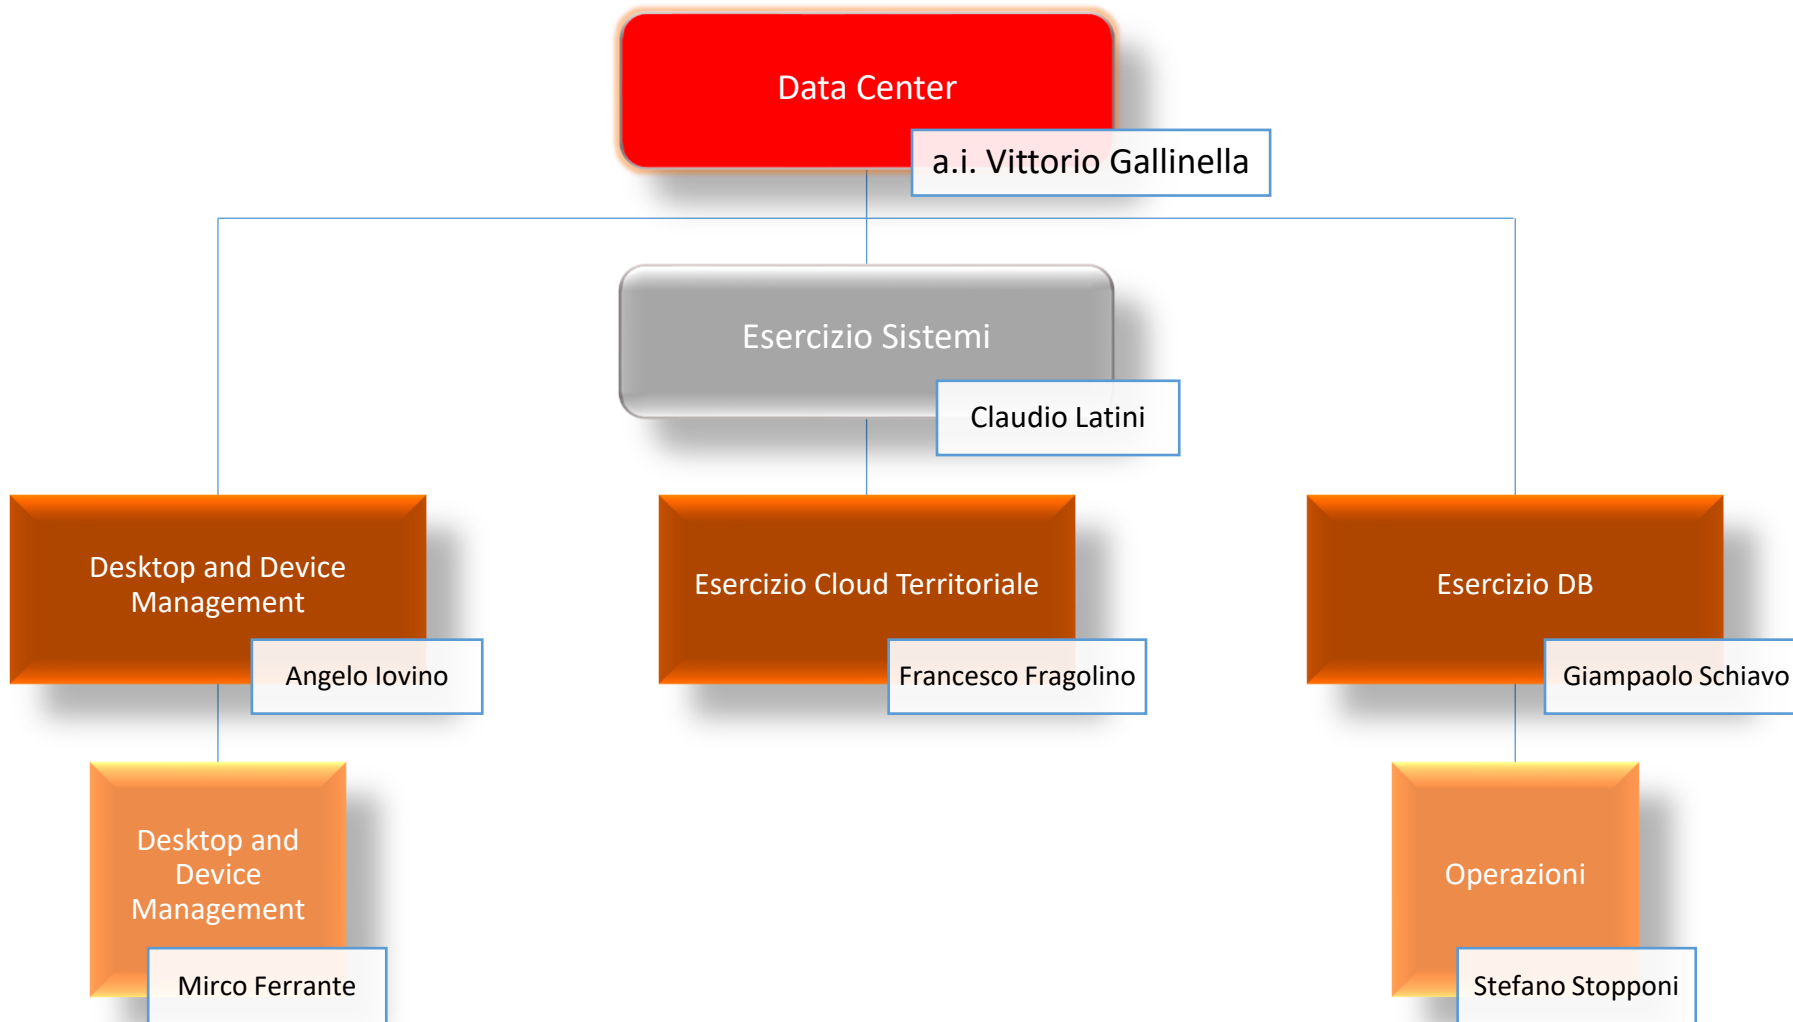 Data Center
a.i. Vittorio Gallinella
Esercizio Sistemi
Claudio Latini
Desktop and Device
Management
Angelo Iovino
Esercizio Cloud Territoriale
Francesco Fragolino
Esercizio DB
Giampaolo Schiavo
Desktop and
Device
Management
Mirco Ferrante
Operazioni
Stefano Stopponi